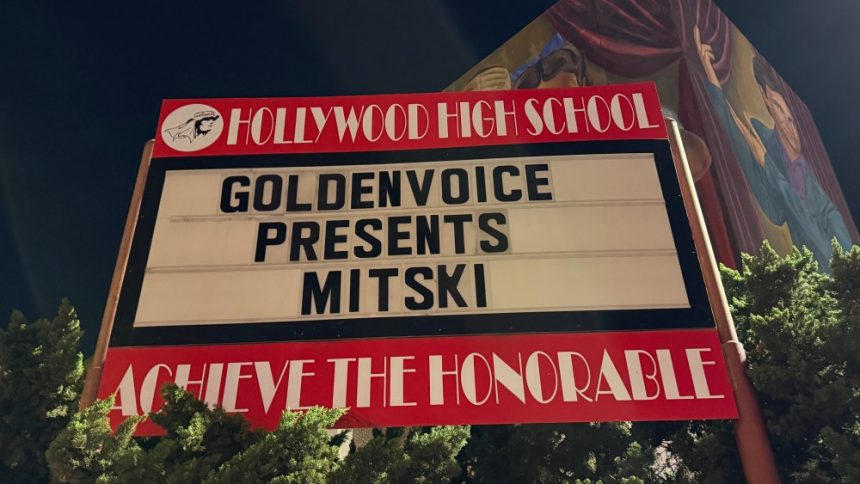 HOLLYWOOD HIGH SCHOOL
GOLDENVOICE
PRESENTS
MITSKI
ACHIEVE THE HONORABLE